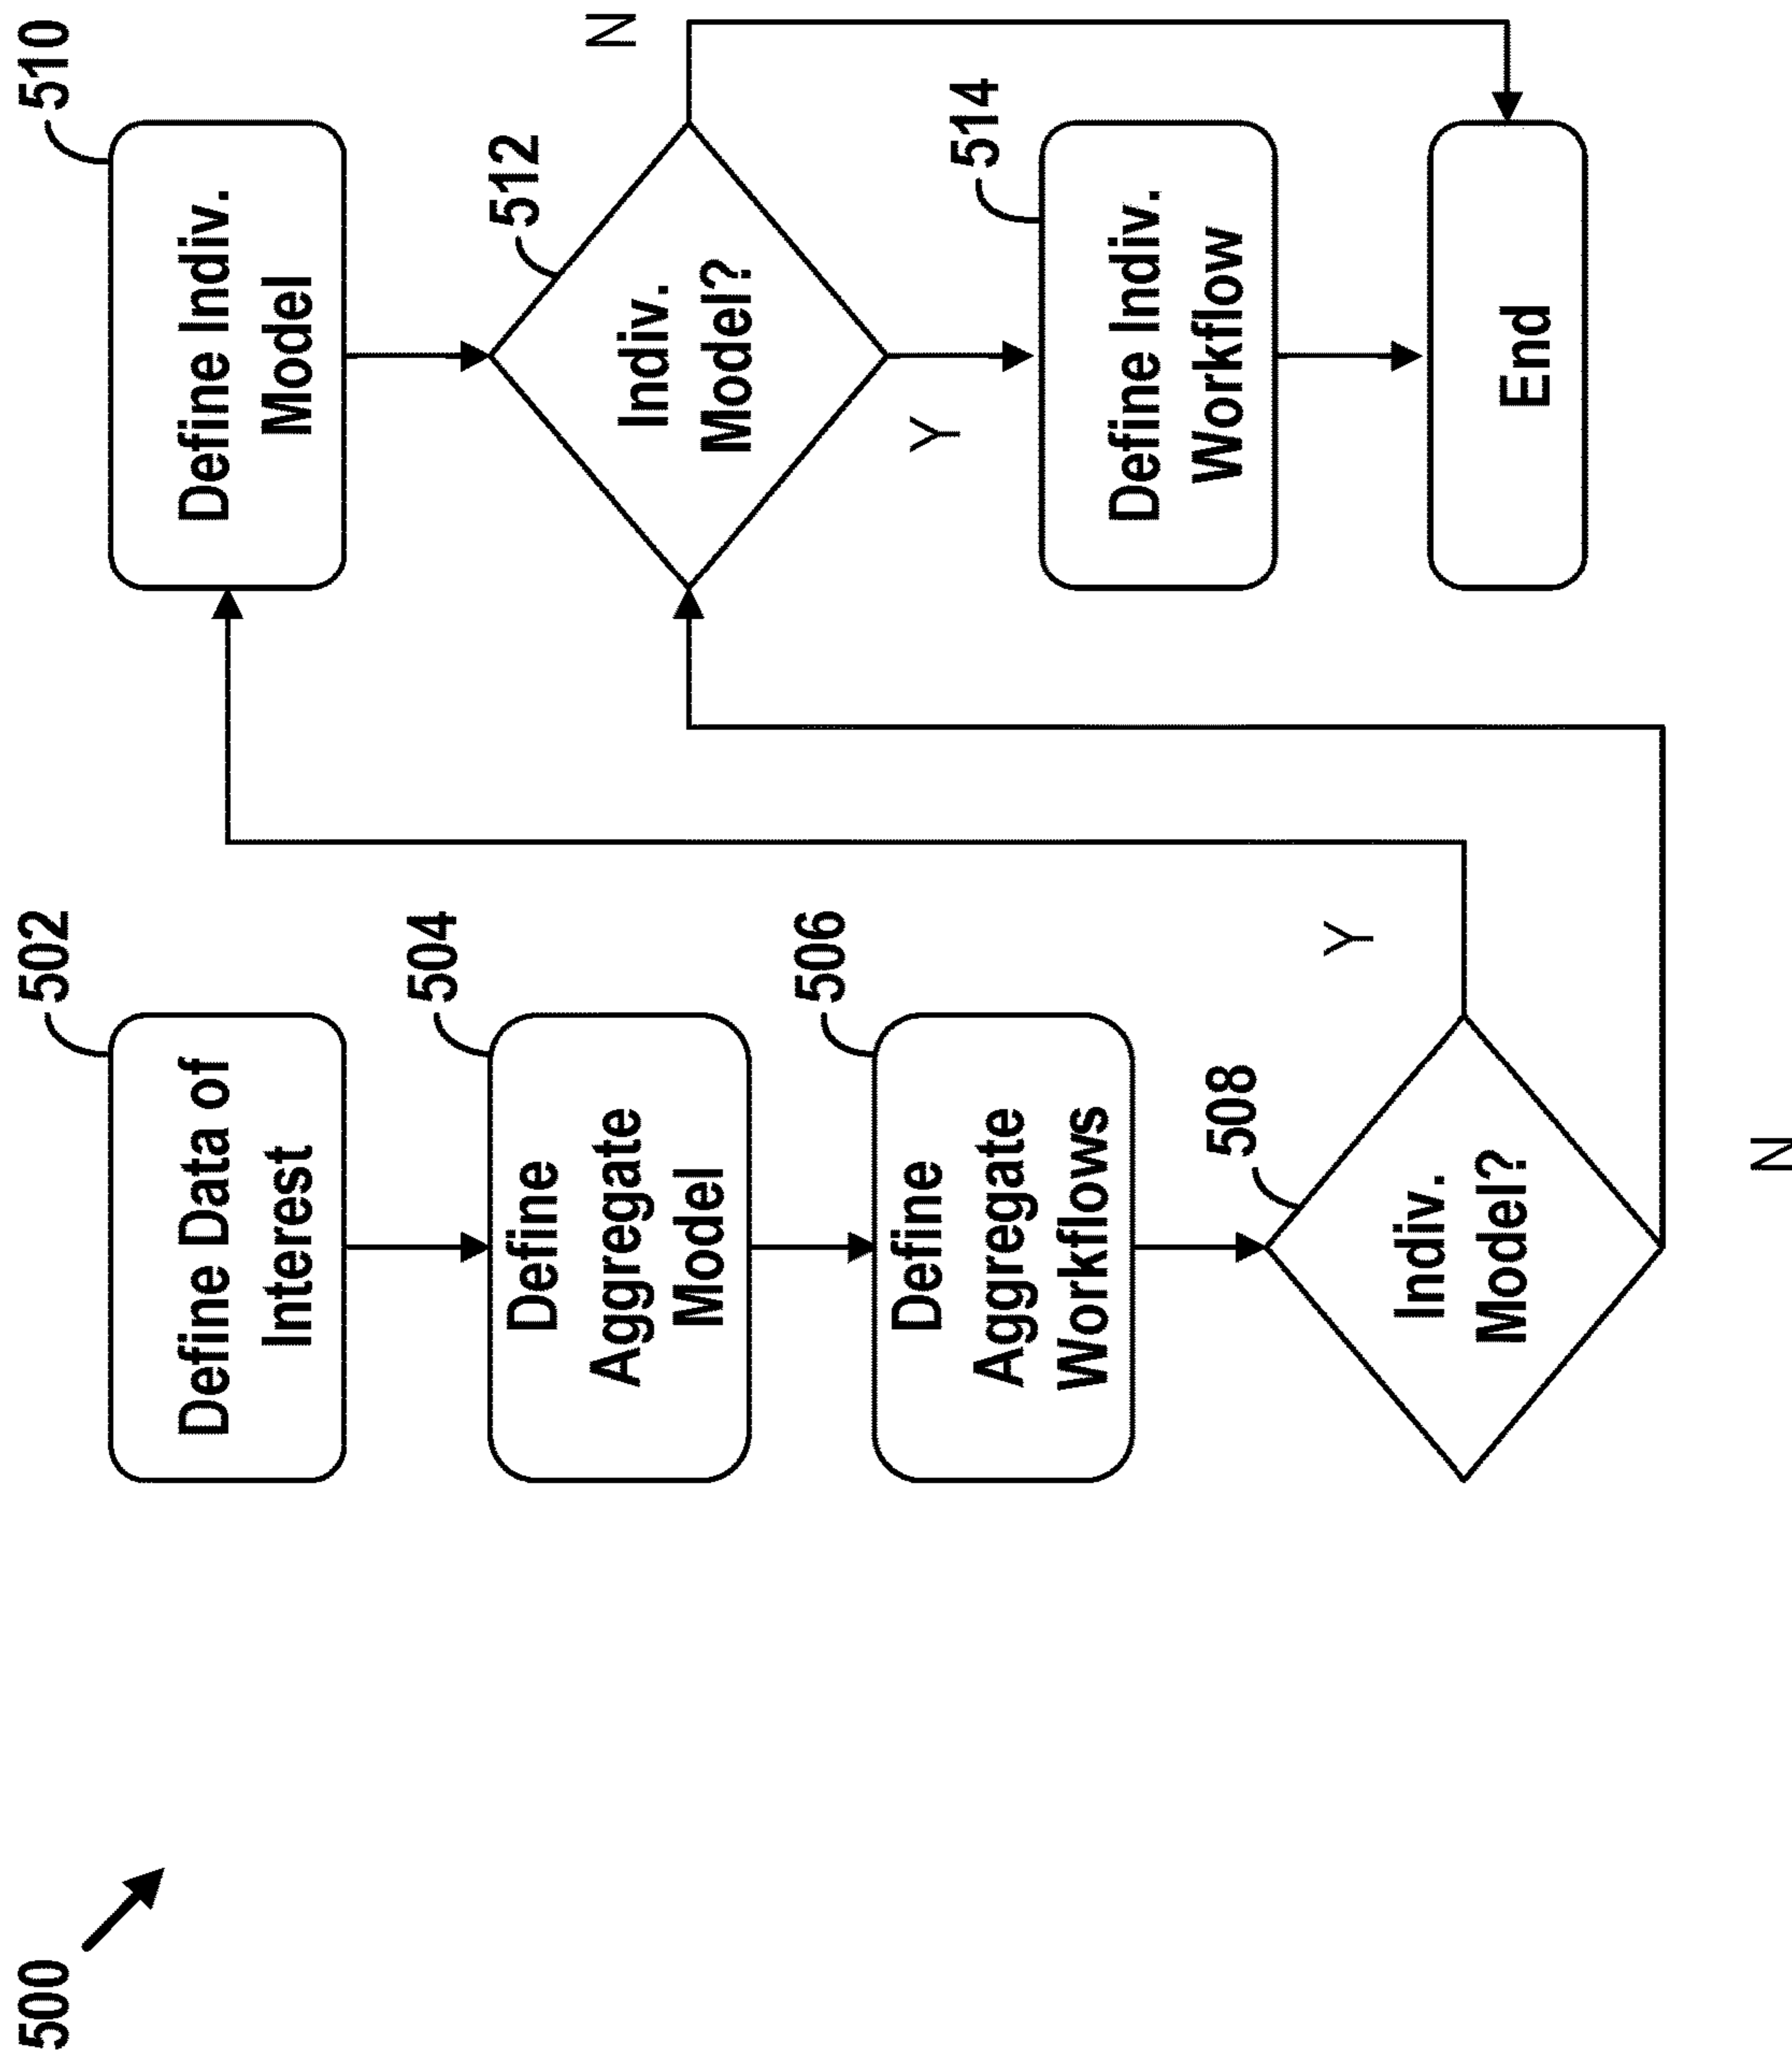 500
502
Define Data of
Interest
504
Define
Aggregate
Model
506
Define
Aggregate
Workflows
508
Indiv.
Model?
Y
N
510
Define Indiv.
Model
512
Indiv.
Model?
N
Y
514
Define Indiv.
Workflow
End